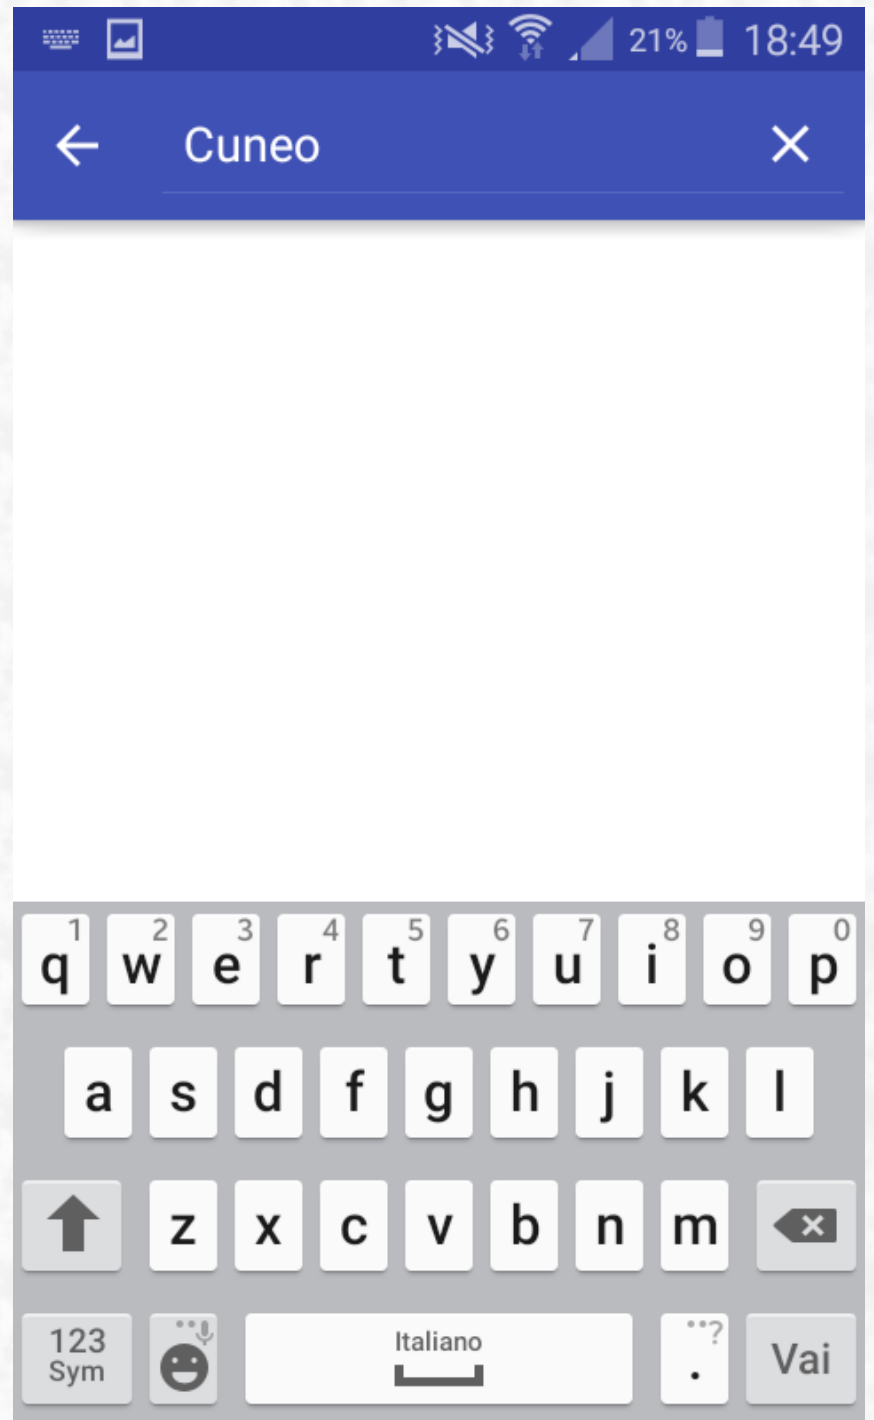 21% 18:49
Cuneo
1 2 3 4 5 6 7 8 9 0
q w e r t y u i o p
a s d f g h j k l
z x c v b n m
123 Italiano ?
Sym . Vai